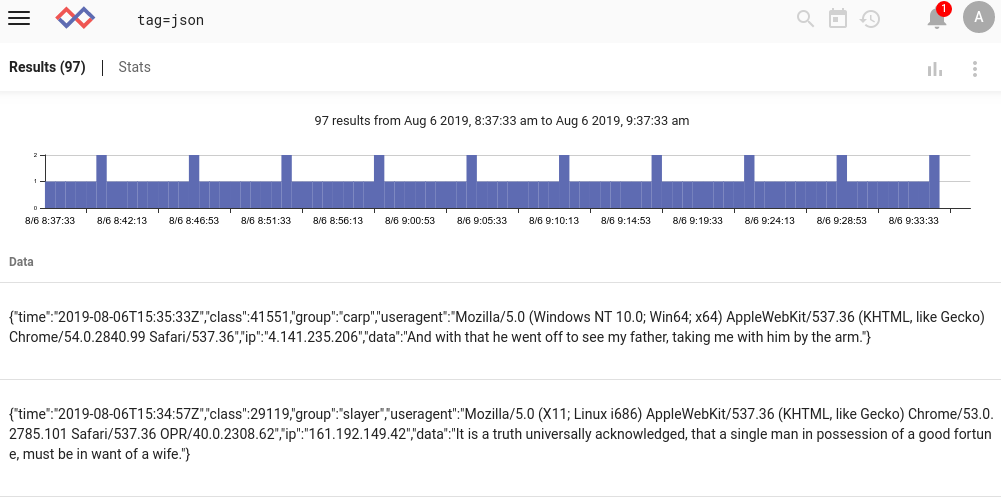 tag=json
1
A
Results (97) | Stats
97 results from Aug 6 2019, 8:37:33 am to Aug 6 2019, 9:37:33 am
2
1
0
8/6 8:37:33 8/6 8:42:13 8/6 8:46:53 8/6 8:51:33 8/6 8:56:13 8/6 9:00:53 8/6 9:05:33 8/6 9:10:13 8/6 9:14:53 8/6 9:19:33 8/6 9:24:13 8/6 9:28:53 8/6 9:33:33
Data
{"time":"2019-08-06T15:35:33Z","class":41551,"group":"carp","useragent":"Mozilla/5.0 (Windows NT 10.0; Win64; x64) AppleWebKit/537.36 (KHTML, like Gecko)
Chrome/54.0.2840.99 Safari/537.36","ip":"4.141.235.206","data":"And with that he went off to see my father, taking me with him by the arm."}
{"time":"2019-08-06T15:34:57Z","class":29119,"group":"slayer","useragent":"Mozilla/5.0 (X11; Linux i686) AppleWebKit/537.36 (KHTML, like Gecko) Chrome/53.0.
2785.101 Safari/537.36 OPR/40.0.2308.62","ip":"161.192.149.42","data":"It is a truth universally acknowledged, that a single man in possession of a good fortun
e, must be in want of a wife."}